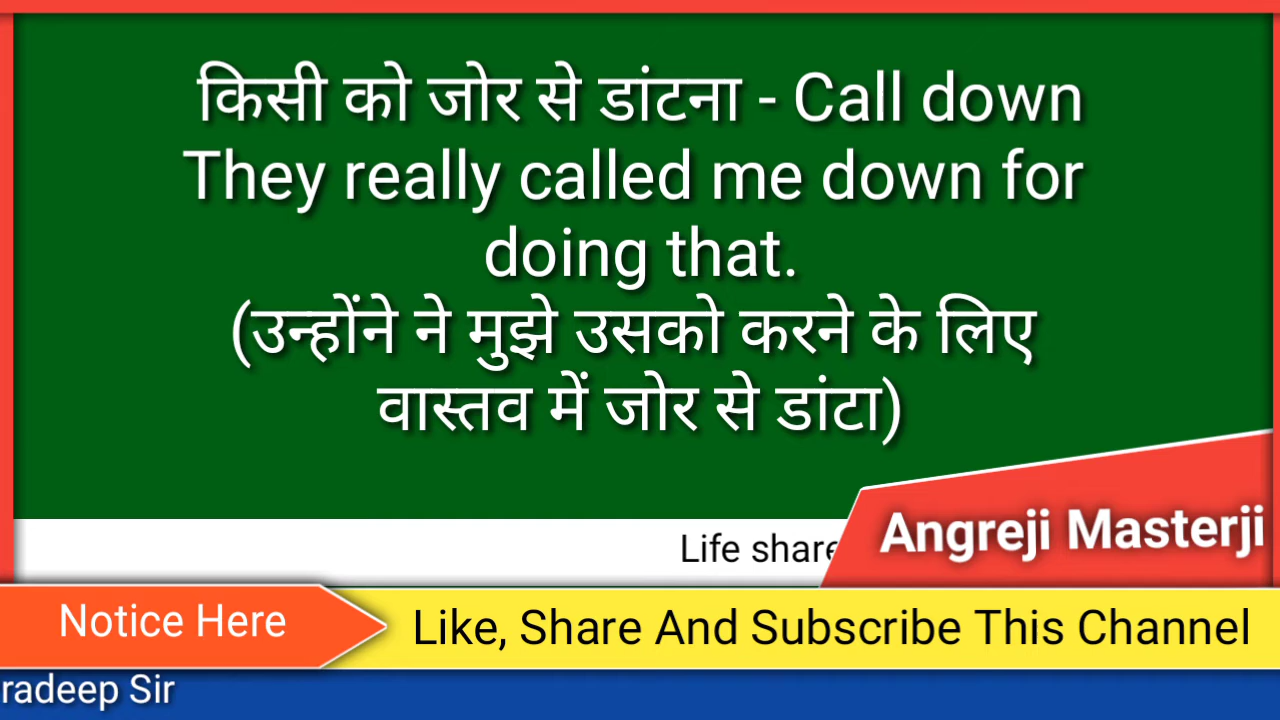 किसी को जोर से डांटना - Call down
They really called me down for
doing that.
(उन्होंने ने मुझे उसको करने के लिए
वास्तव में जोर से डांटा)
Life share
Angreji Masterji
Notice Here
Like, Share And Subscribe This Channel
radeep Sir